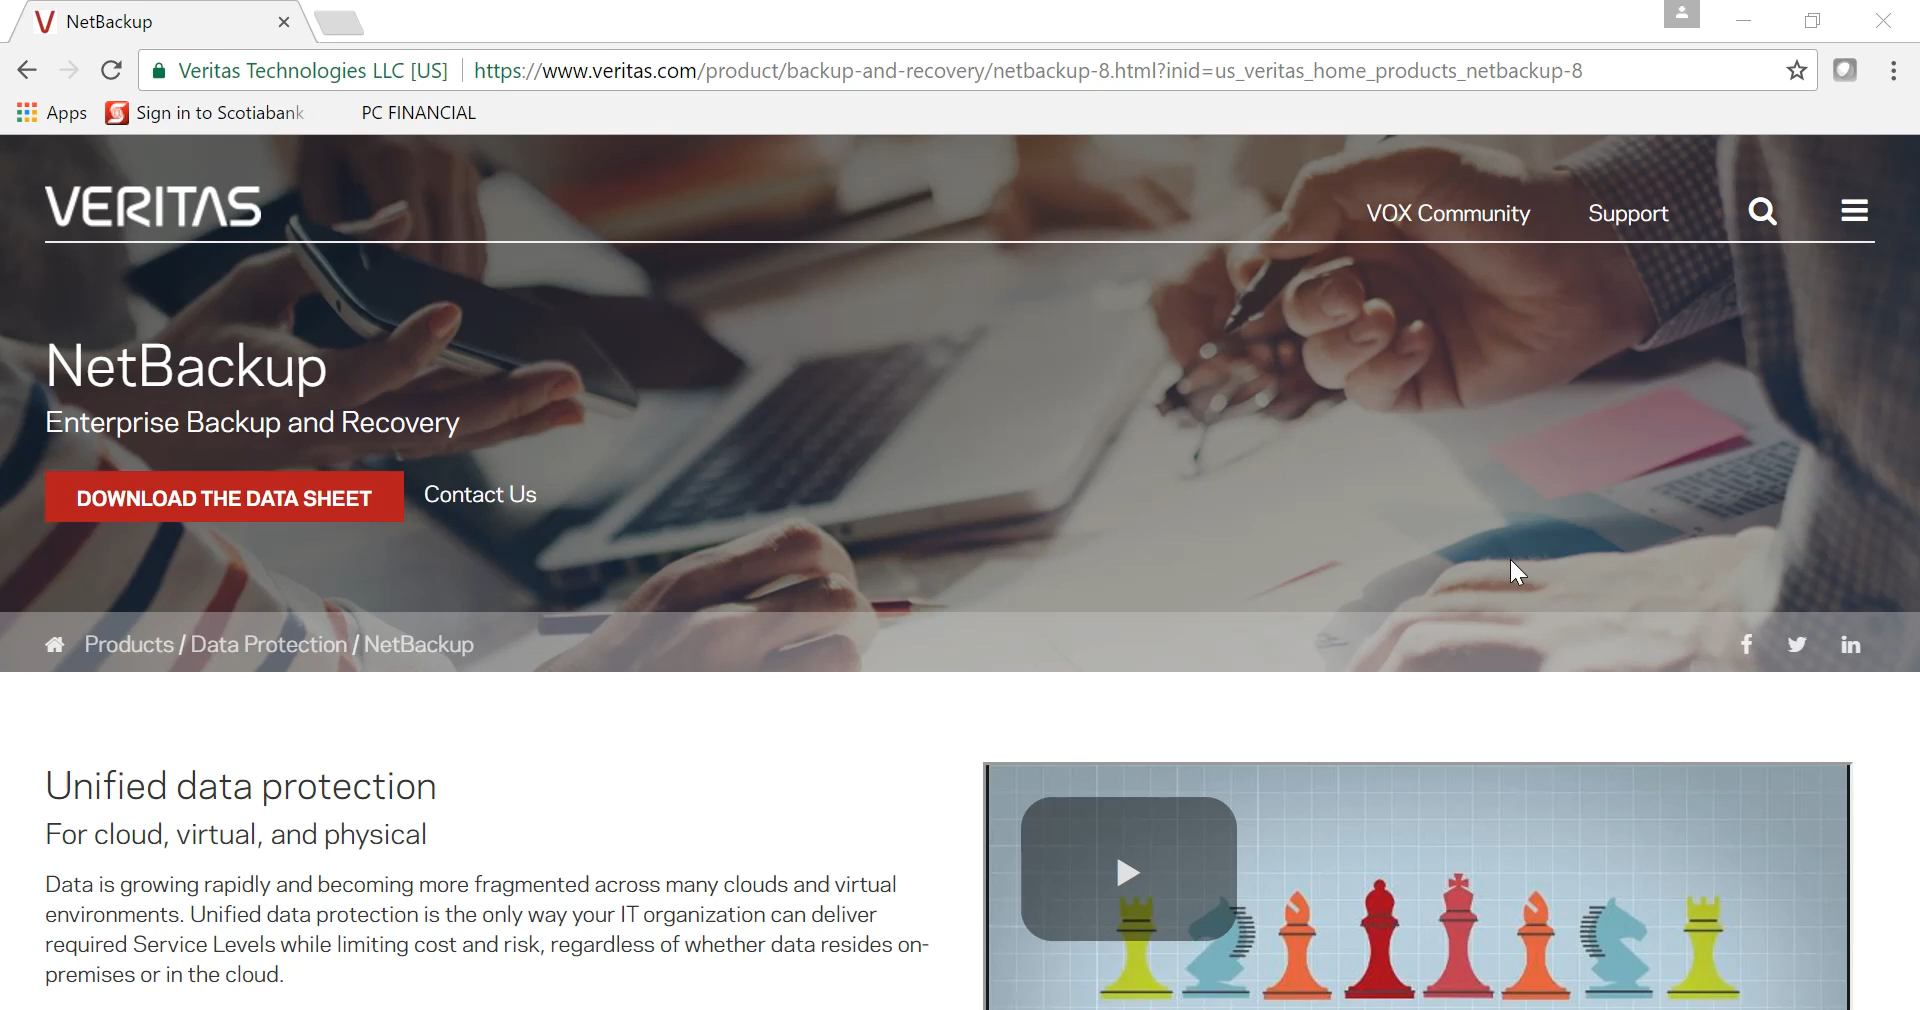 NetBackup
Veritas Technologies LLC [US] https://www.veritas.com/product/backup-and-recovery/netbackup-8.html?inid=us_veritas_home_products_netbackup-8
Apps Sign in to Scotiabank PC FINANCIAL
VERITAS
VOX Community Support
NetBackup
Enterprise Backup and Recovery
DOWNLOAD THE DATA SHEET Contact Us
Products / Data Protection / NetBackup
Unified data protection
For cloud, virtual, and physical
Data is growing rapidly and becoming more fragmented across many clouds and virtual
environments. Unified data protection is the only way your IT organization can deliver
required Service Levels while limiting cost and risk, regardless of whether data resides on-
premises or in the cloud.